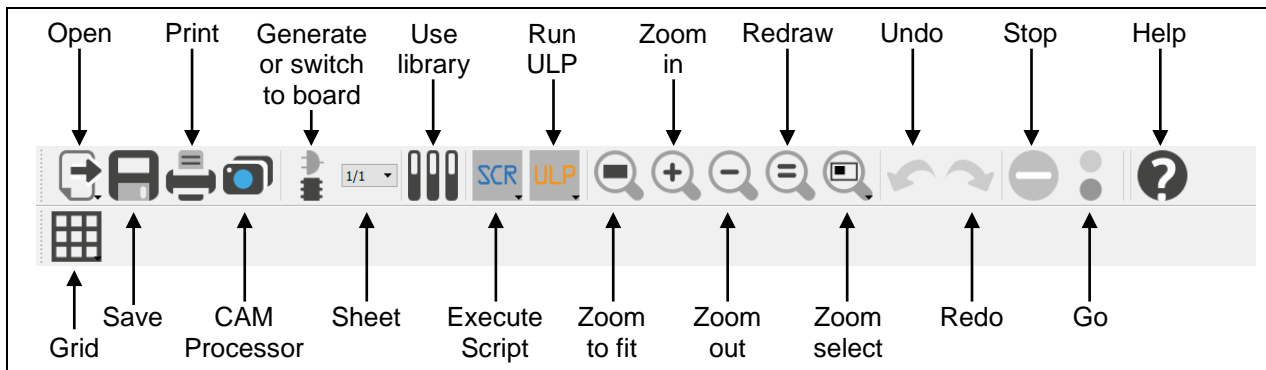 Open Print Generate Use Run Zoom Redraw Undo Stop Help
or switch library ULP in
to board
1/1 SCR ULP
Save CAM Sheet Execute Zoom Zoom Zoom Redo Go
Grid Processor Script to fit out select